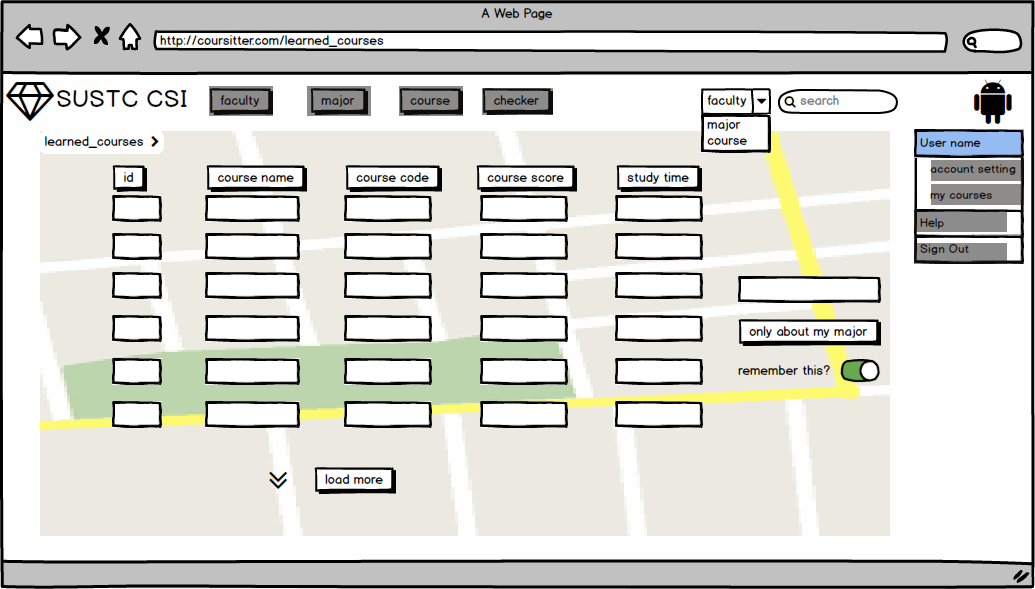 A Web Page
http://coursitter.com/learned_courses
SUSTC CSI
faculty
major
course
checker
faculty
search
major
course
learned_courses
User name
account setting
my courses
Help
Sign Out
id
course name
course code
course score
study time
only about my major
remember this?
load more